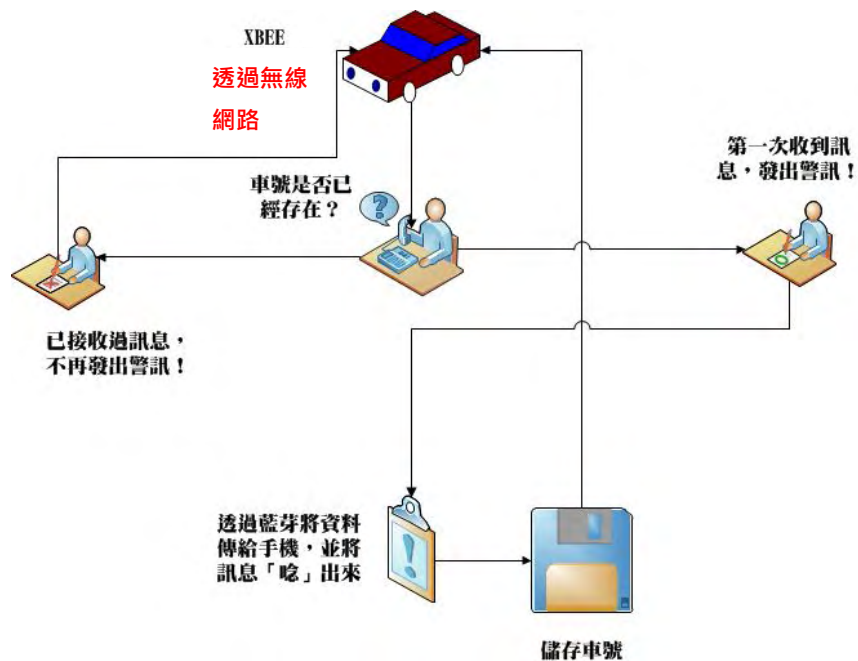 XBEE
透過無線
網路
車號是否已
經存在？
第一次收到訊
息，發出警訊！
已接收過訊息，
不再發出警訊！
透過藍芽將資料
傳給手機，並將
訊息「唸」出來
儲存車號